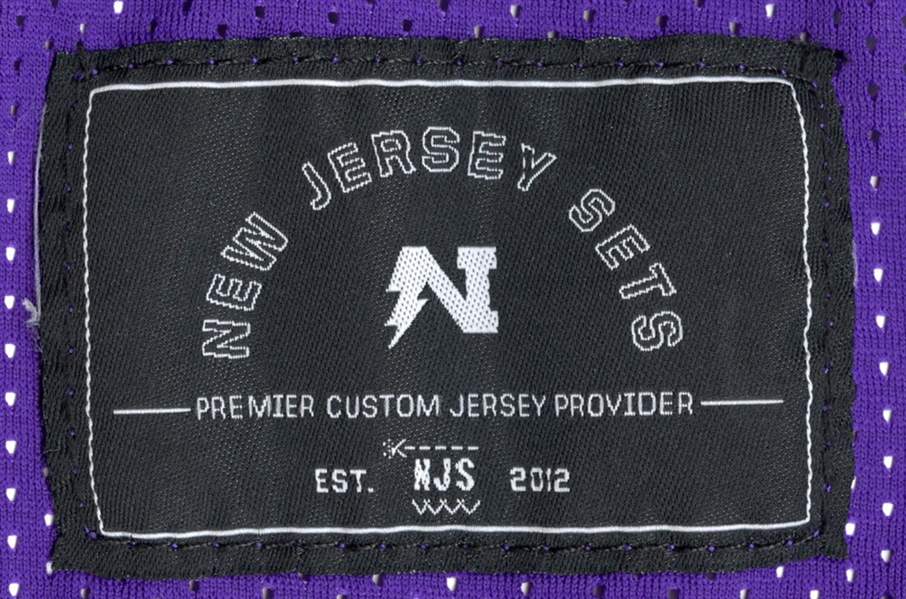 NEW JERSEY SETS
N
PREMIER CUSTOM JERSEY PROVIDER
EST. NJS 2012